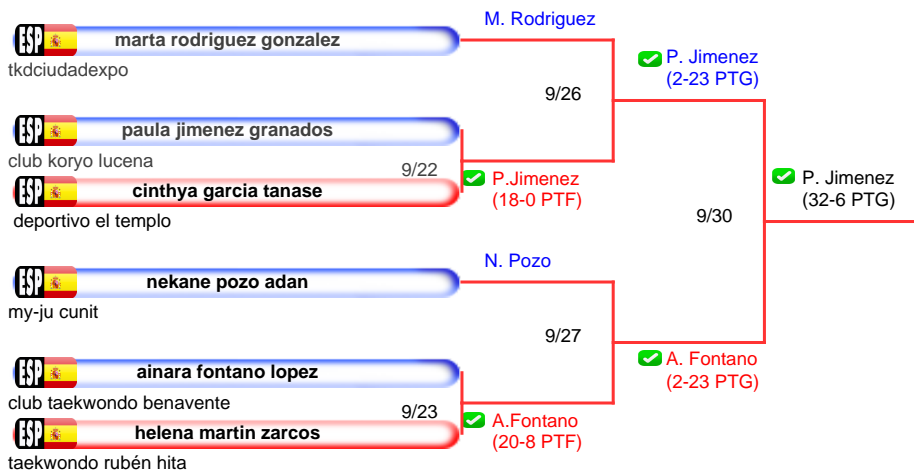 ESP marta rodriguez gonzalez
tkdciudadexpo
M. Rodriguez
9/26
P. Jimenez
(2-23 PTG)
ESP paula jimenez granados
club koryo lucena
9/22
ESP cinthya garcia tanase
deportivo el templo
P.Jimenez
(18-0 PTF)
P. Jimenez
(32-6 PTG)
9/30
ESP nekane pozo adan
my-ju cunit
N. Pozo
9/27
A. Fontano
(2-23 PTG)
ESP ainara fontano lopez
club taekwondo benavente
9/23
ESP helena martin zarcos
taekwondo rubén hita
A.Fontano
(20-8 PTF)